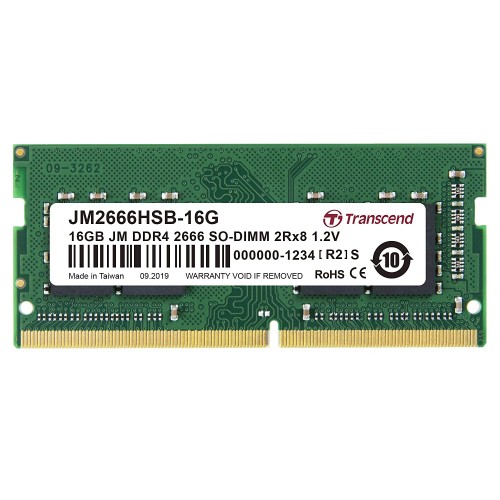 09-3262
JM2666HSB-16G
Transcend
16GB JM DDR4 2666 SO-DIMM 2Rx8 1.2V
000000-1234 [ R2] S
Made in Taiwan 09.2019 WARRANTY VOID IF REMOVED
RoHS CE
10